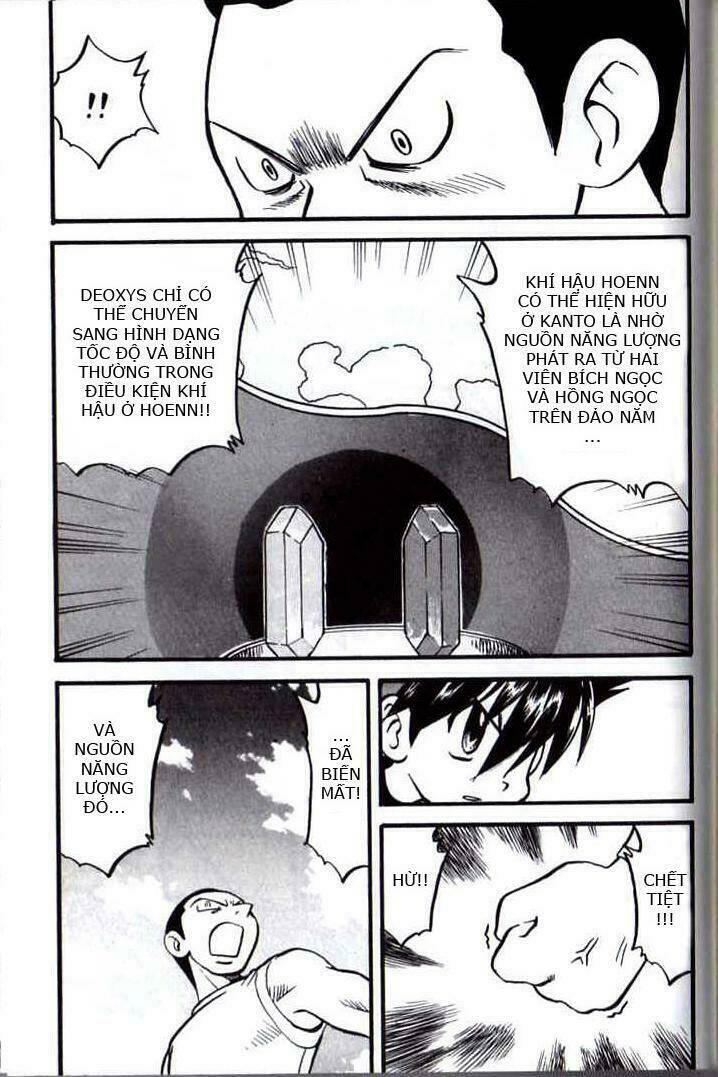 !!
KHÍ HẬU HOENN
CÓ THỂ HIỆN HỮU
Ở KANTO LÀ NHỜ
NGUỒN NĂNG LƯỢNG
PHÁT RA TỪ HAI
VIÊN BÍCH NGỌC
VÀ HỒNG NGỌC
TRÊN ĐẢO NĂM
...
DEOXYS CHỈ CÓ
THỂ CHUYỂN
SANG HÌNH DẠNG
TỐC ĐỘ VÀ BÌNH
THƯỜNG TRONG
ĐIỀU KIỆN KHÍ
HẬU Ở HOENN!!
CHẾT
TIỆT
!!!
HỪ!!
...
ĐÃ
BIẾN
MẤT!
VÀ
NGUỒN
NĂNG
LƯỢNG
ĐÓ...